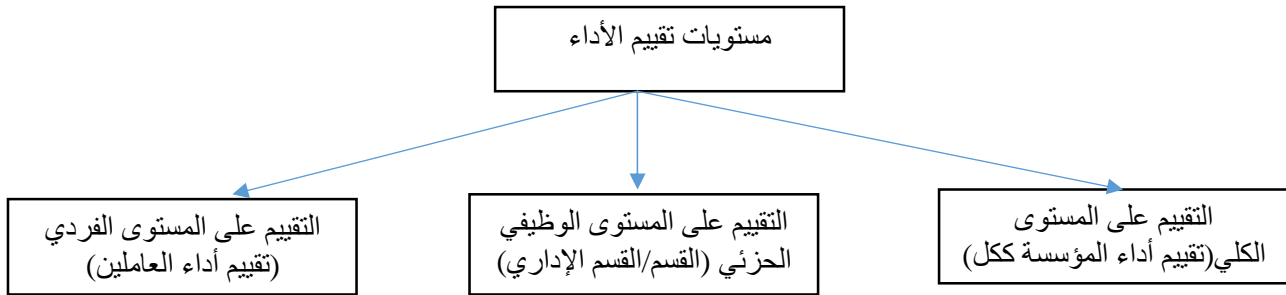 مستويات تقييم الأداء
التقييم على المستوى
الكلي(تقييم أداء المؤسسة ككل)
التقييم على المستوى الوظيفي
الحزئي (القسم/القسم الإداري)
التقييم على المستوى الفردي
(تقييم أداء العاملين)